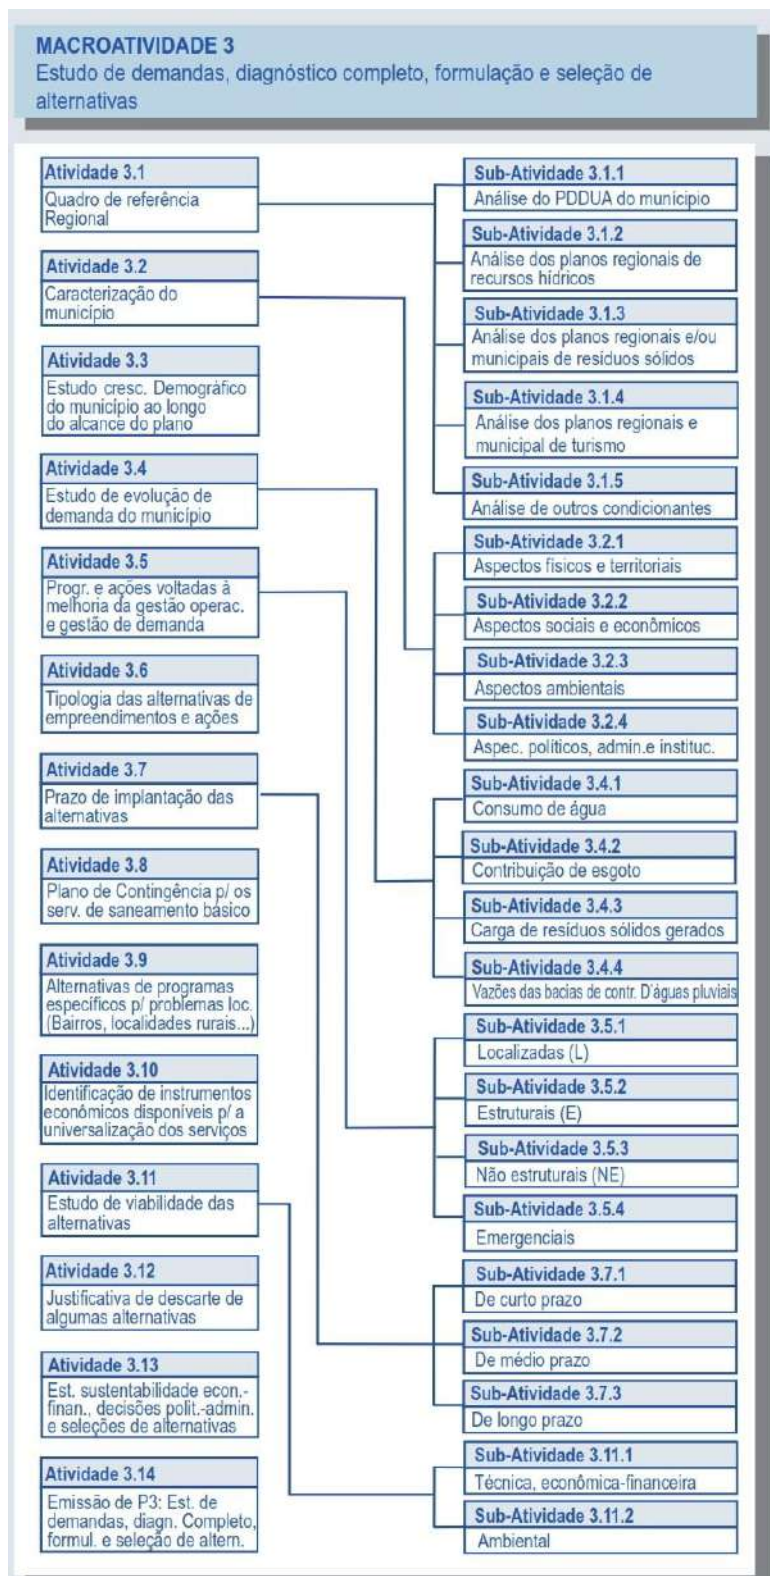 MACROATIVIDADE 3
Estudo de demandas, diagnóstico completo, formulação e seleção de
alternativas
Atividade 3.1
Quadro de referência
Regional
Atividade 3.2
Caracterização do
município
Atividade 3.3
Estudo cresc. Demográfico
do município ao longo
do alcance do plano
Atividade 3.4
Estudo de evolução de
demanda do município
Atividade 3.5
Progr. e ações voltadas à
melhoria da gestão operac.
e gestão de demanda
Atividade 3.6
Tipologia das alternativas de
empreendimentos e ações
Atividade 3.7
Prazo de implantação das
alternativas
Atividade 3.8
Plano de Contingência p/ os
serv. de saneamento básico
Atividade 3.9
Alternativas de programas
específicos p/ problemas loc.
(Bairros, localidades rurais...)
Atividade 3.10
Identificação de instrumentos
econômicos disponíveis p/ a
universalização dos serviços
Atividade 3.11
Estudo de viabilidade das
alternativas
Atividade 3.12
Justificativa de descarte de
algumas alternativas
Atividade 3.13
Est. sustentabilidade econ.-
finan., decisões polit.-admin.
e seleções de alternativas
Atividade 3.14
Emissão de P3: Est. de
demandas, diagn. Completo,
formul. e seleção de altern.
Sub-Atividade 3.1.1
Análise do PDDUA do município
Sub-Atividade 3.1.2
Análise dos planos regionais de
recursos hídricos
Sub-Atividade 3.1.3
Análise dos planos regionais e/ou
municipais de resíduos sólidos
Sub-Atividade 3.1.4
Análise dos planos regionais e
municipal de turismo
Sub-Atividade 3.1.5
Análise de outros condicionantes
Sub-Atividade 3.2.1
Aspectos físicos e territoriais
Sub-Atividade 3.2.2
Aspectos sociais e econômicos
Sub-Atividade 3.2.3
Aspectos ambientais
Sub-Atividade 3.2.4
Aspec. políticos, admin.e instituc.
Sub-Atividade 3.4.1
Consumo de água
Sub-Atividade 3.4.2
Contribuição de esgoto
Sub-Atividade 3.4.3
Carga de resíduos sólidos gerados
Sub-Atividade 3.4.4
Vazões das bacias de contr. D'águas pluviais
Sub-Atividade 3.5.1
Localizadas (L)
Sub-Atividade 3.5.2
Estruturais (E)
Sub-Atividade 3.5.3
Não estruturais (NE)
Sub-Atividade 3.5.4
Emergenciais
Sub-Atividade 3.7.1
De curto prazo
Sub-Atividade 3.7.2
De médio prazo
Sub-Atividade 3.7.3
De longo prazo
Sub-Atividade 3.11.1
Técnica, econômica-financeira
Sub-Atividade 3.11.2
Ambiental